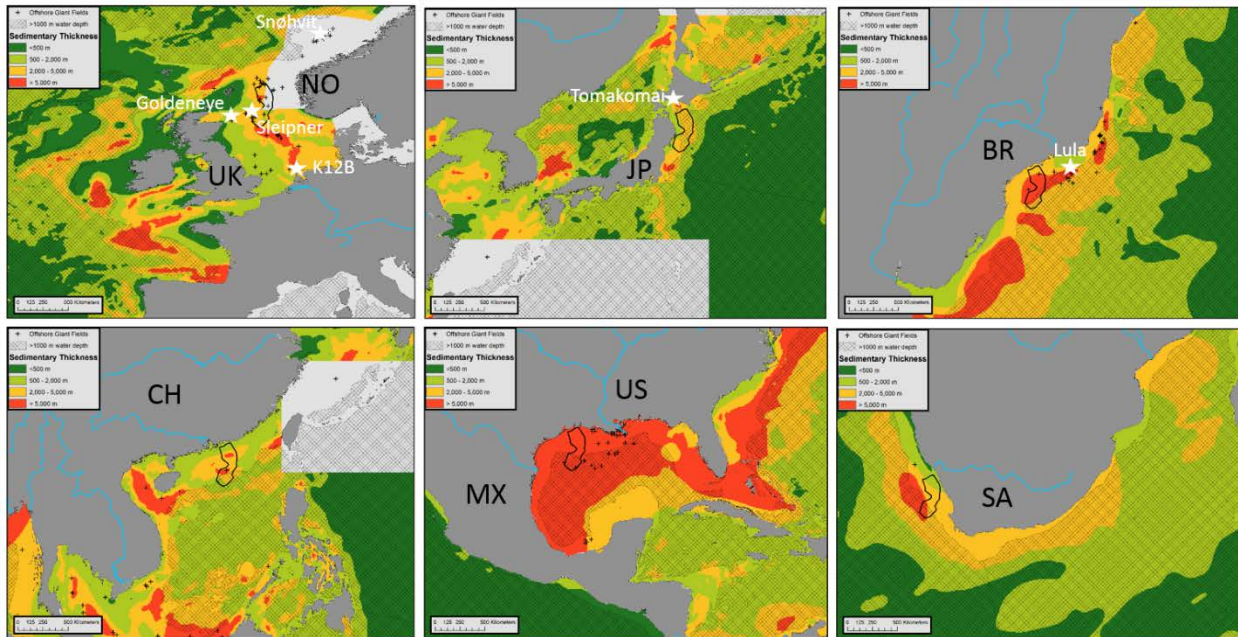 Offshore Giant Fields
>1000 m water depth
Sedimentary Thickness
<500 m
500 - 2,000 m
2,000 - 5,000 m
> 5,000 m
Snøhvit
NO
Goldeneye
Sleipner
UK
K12B
0 125 250 500 Kilometers
Offshore Giant Fields
>1000 m water depth
Sedimentary Thickness
<500 m
500 - 2,000 m
2,000 - 5,000 m
> 5,000 m
Tomakomai
JP
0 125 250 500 Kilometers
Offshore Giant Fields
>1000 m water depth
Sedimentary Thickness
<500 m
500 - 2,000 m
2,000 - 5,000 m
> 5,000 m
BR
Lula
0 125 250 500 Kilometers
Offshore Giant Fields
>1000 m water depth
Sedimentary Thickness
<500 m
500 - 2,000 m
2,000 - 5,000 m
> 5,000 m
CH
0 125 250 500 Kilometers
Offshore Giant Fields
>1000 m water depth
Sedimentary Thickness
<500 m
500 - 2,000 m
2,000 - 5,000 m
> 5,000 m
US
MX
0 125 250 500 Kilometers
Offshore Giant Fields
>1000 m water depth
Sedimentary Thickness
<500 m
500 - 2,000 m
2,000 - 5,000 m
> 5,000 m
SA
0 125 250 500 Kilometers